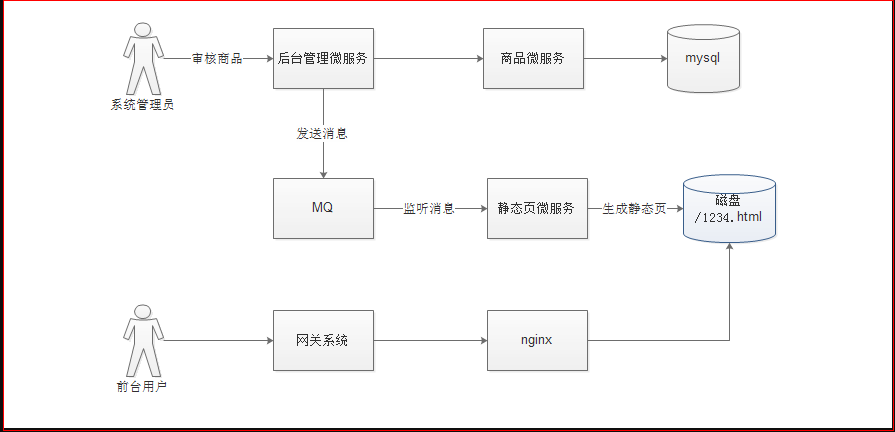 审核商品
后台管理微服务
商品微服务
mysql
系统管理员
发送消息
MQ
监听消息
静态页微服务
生成静态页
磁盘
/1234.html
网关系统
nginx
前台用户